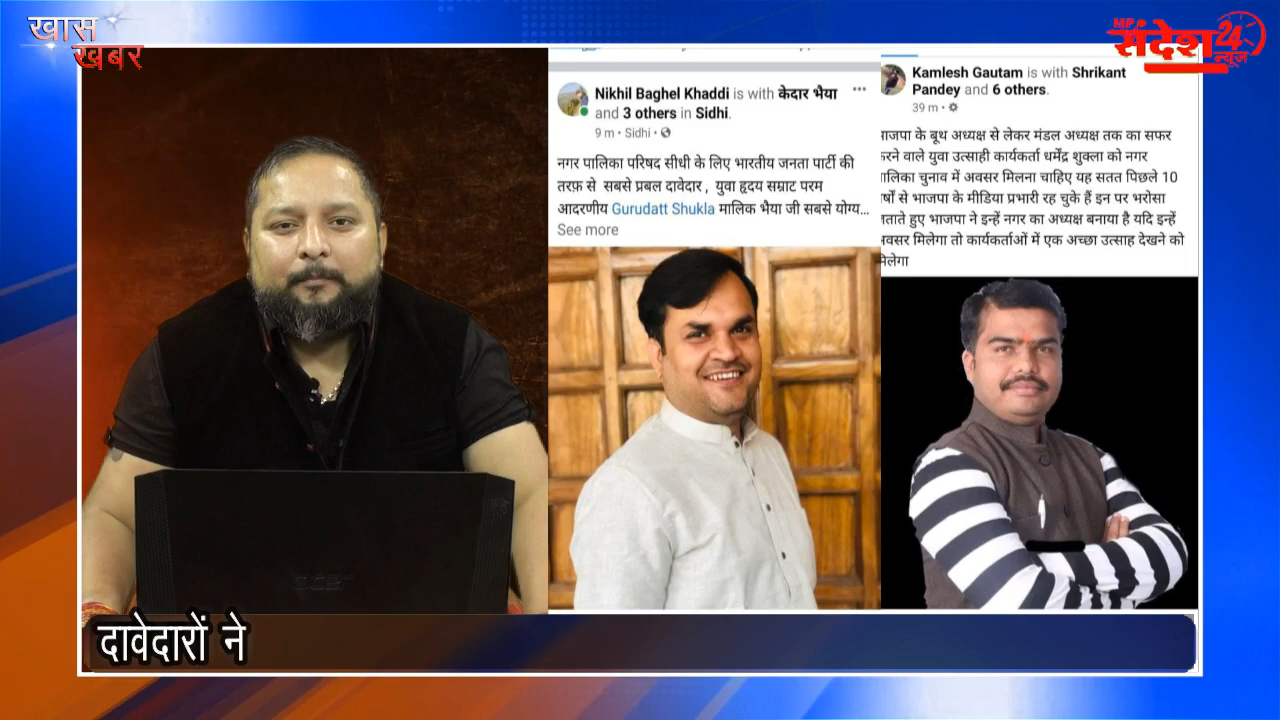 खास
खबर
MP
संदेश 24
न्यूज़
Nikhil Baghel Khaddi is with केदार भैया
and 3 others in Sidhi.
9 m • Sidhi •
नगर पालिका परिषद सीधी के लिए भारतीय जनता पार्टी की
तरफ़ से सबसे प्रबल दावेदार , युवा हृदय सम्राट परम
आदरणीय Gurudatt Shukla मालिक भैया जी सबसे योग्य...
See more
Kamlesh Gautam is with Shrikant
Pandey and 6 others.
39 m •
भाजपा के बूथ अध्यक्ष से लेकर मंडल अध्यक्ष तक का सफर
करने वाले युवा उत्साही कार्यकर्ता धर्मेंद्र शुक्ला को नगर
पालिका चुनाव में अवसर मिलना चाहिए यह सतत पिछले 10
वर्षों से भाजपा के मीडिया प्रभारी रह चुके हैं इन पर भरोसा
जताते हुए भाजपा ने इन्हें नगर का अध्यक्ष बनाया है यदि इन्हें
अवसर मिलेगा तो कार्यकर्ताओं में एक अच्छा उत्साह देखने को
मिलेगा
acer
दावेदारों ने